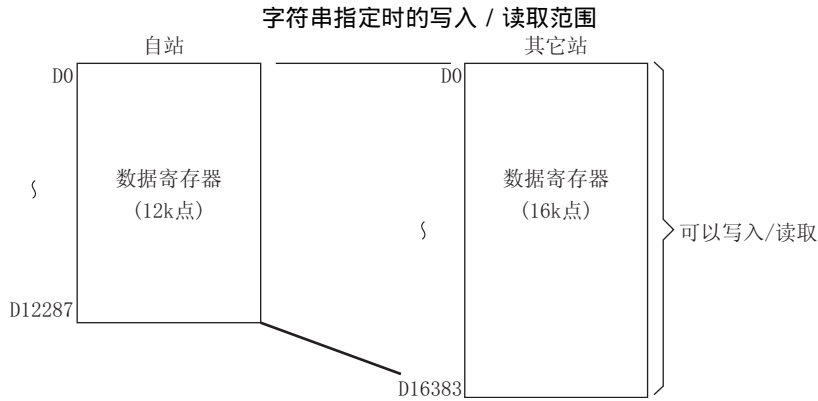 字符串指定时的写入 / 读取范围
自站
其它站
D0
D0
数据寄存器
(12k点)
数据寄存器
(16k点)
可以写入/读取
D12287
D16383